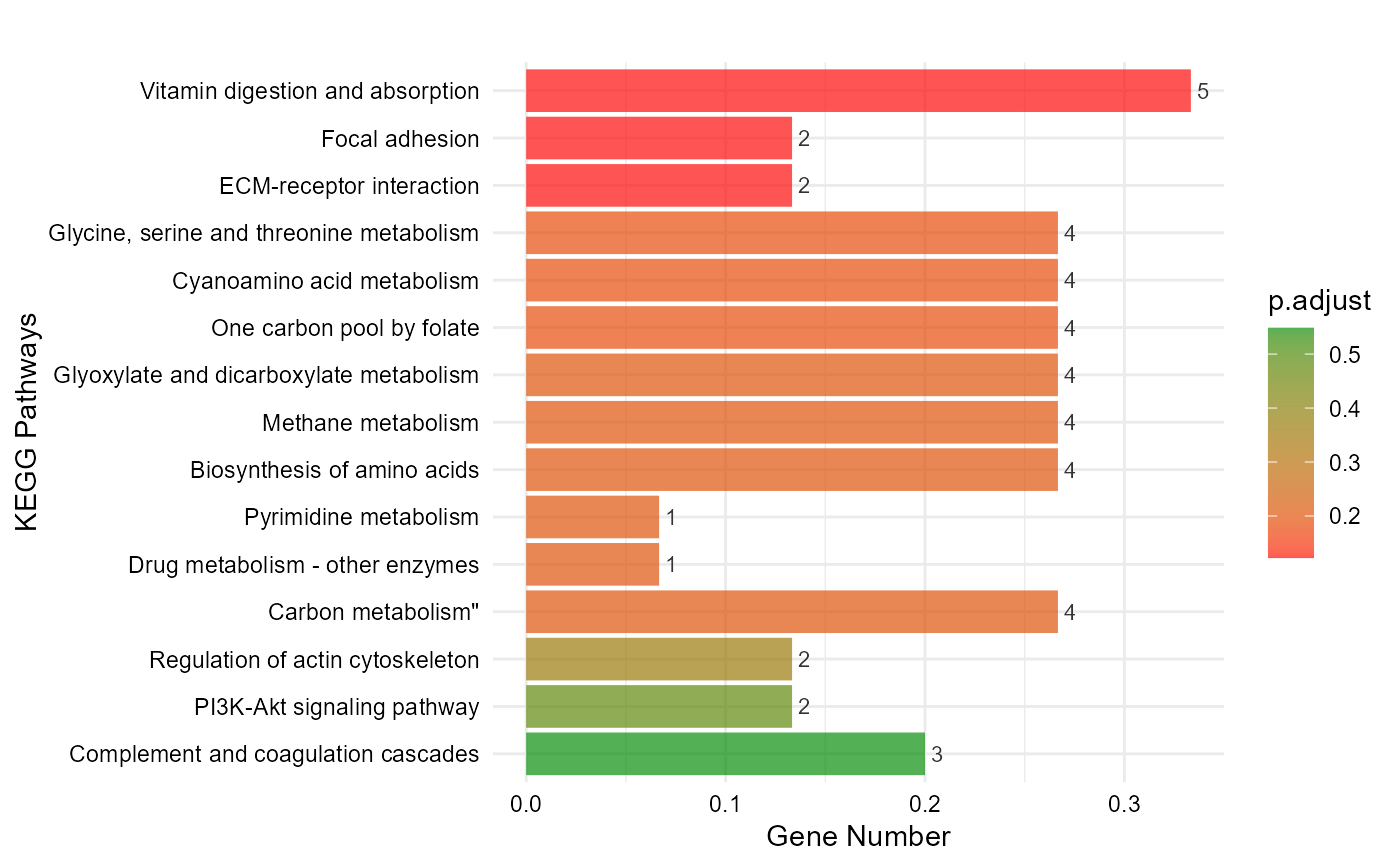 Vitamin digestion and absorption 5
Focal adhesion 2
ECM-receptor interaction 2
Glycine, serine and threonine metabolism 4
Cyanoamino acid metabolism 4
One carbon pool by folate 4
Glyoxylate and dicarboxylate metabolism 4
Methane metabolism 4
Biosynthesis of amino acids 4
Pyrimidine metabolism 1
Drug metabolism - other enzymes 1
Carbon metabolism" 4
Regulation of actin cytoskeleton 2
PI3K-Akt signaling pathway 2
Complement and coagulation cascades 3
KEGG Pathways
0.0 0.1 0.2 0.3
Gene Number
p.adjust
0.5
0.4
0.3
0.2